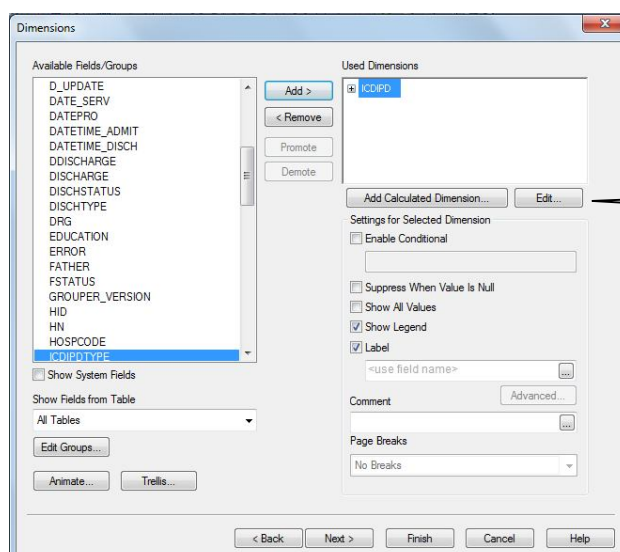 Dimensions
Available Fields/Groups
D_UPDATE
DATE_SERV
DATEPRO
DATETIME_ADMIT
DATETIME_DISCH
DDISCHARGE
DISCHARGE
DISCHSTATUS
DISCHTYPE
DRG
EDUCATION
ERROR
FATHER
FSTATUS
GROUPER_VERSION
HID
HN
HOSPCODE
ICDIPDTYPE
Show System Fields
Show Fields from Table
All Tables
Edit Groups...
Animate...
Trellis...
Add >
< Remove
Promote
Demote
Used Dimensions
ICDIPD
Add Calculated Dimension...
Edit...
Settings for Selected Dimension
Enable Conditional
Suppress When Value Is Null
Show All Values
Show Legend
Label
<use field name>
...
Advanced...
Comment
...
Page Breaks
No Breaks
< Back
Next >
Finish
Cancel
Help